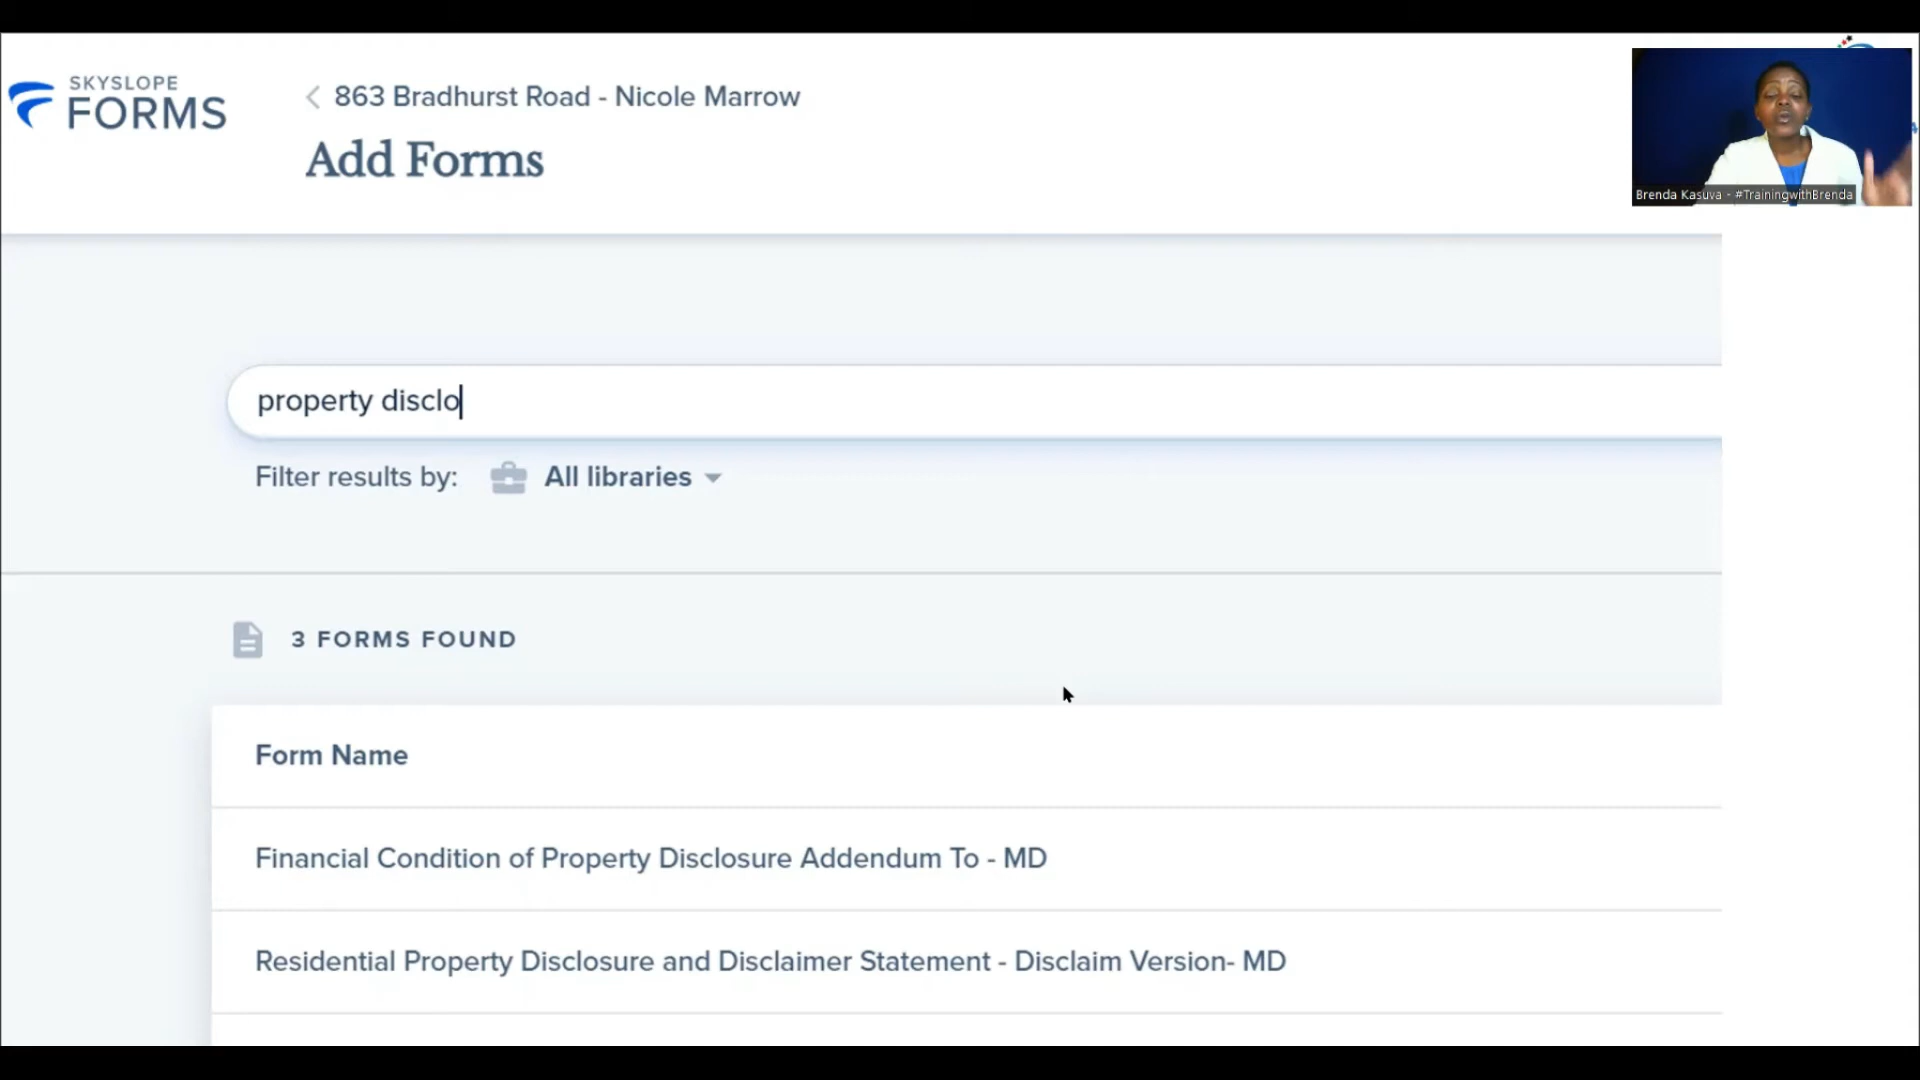 SKYSLOPE
FORMS
863 Bradhurst Road - Nicole Marrow
Add Forms
Brenda Kasuva - #TrainingwithBrenda
property disclo
Filter results by: All libraries
3 FORMS FOUND
Form Name
Financial Condition of Property Disclosure Addendum To - MD
Residential Property Disclosure and Disclaimer Statement - Disclaim Version- MD